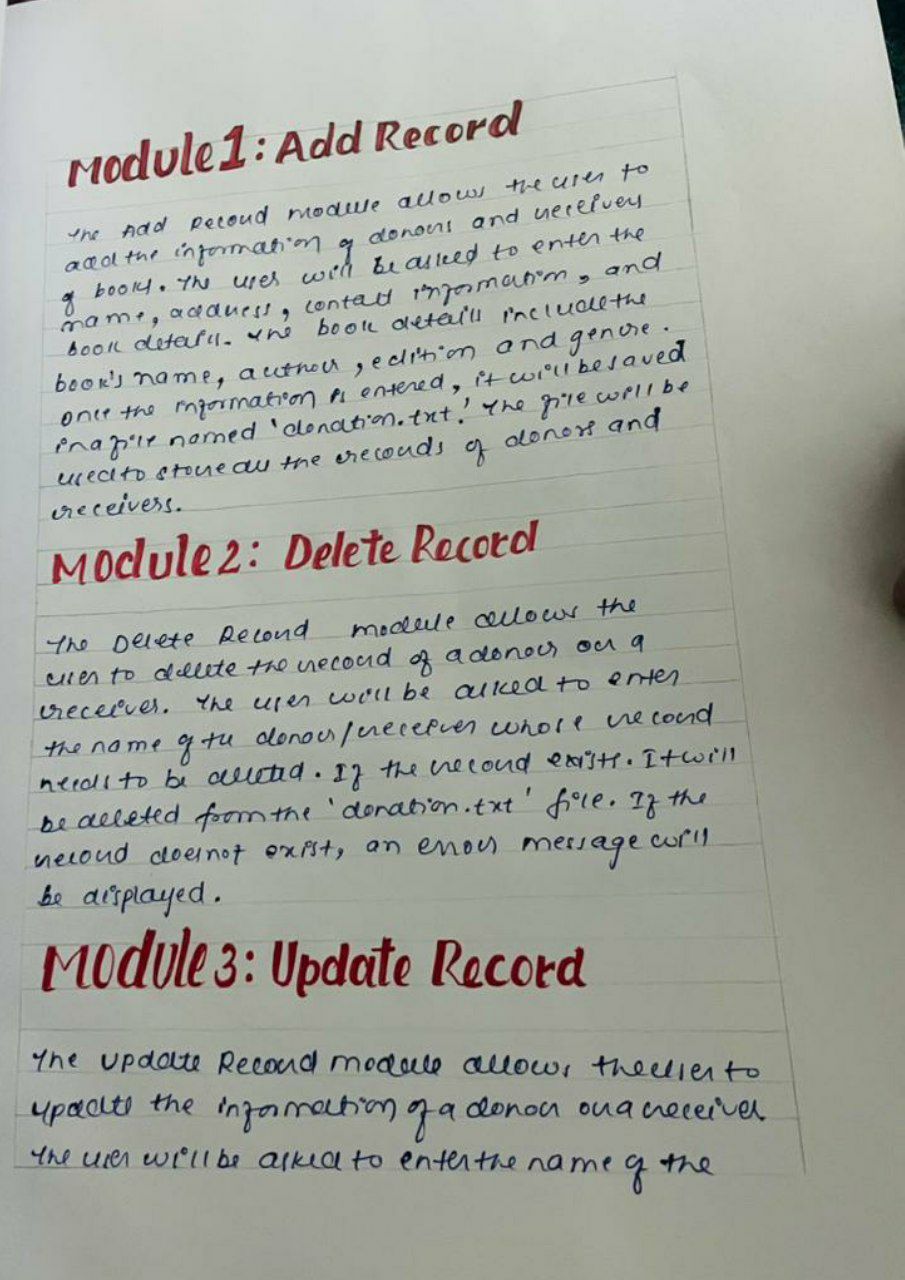 Module 1: Add Record
The Add Record module allows the user to
add the information of donors and receivers
of books. The user will be asked to enter the
name, address, contact information, and
book details. The book details include the
book's name, author, edition and genre.
once the information is entered, it will be saved
in a file named 'donation.txt.' The file will be
used to store all the records of donors and
receivers.
Module 2: Delete Record
The Delete Record module allows the
user to delete the record of a donor or a
receiver. The user will be asked to enter
the name of the donor/receiver whose record
needs to be deleted. If the record exists. It will
be deleted from the 'donation.txt' file. If the
record does not exist, an error message will
be displayed.
Module 3: Update Record
The Update Record module allows the user to
update the information of a donor or a receiver
The user will be asked to enter the name of the